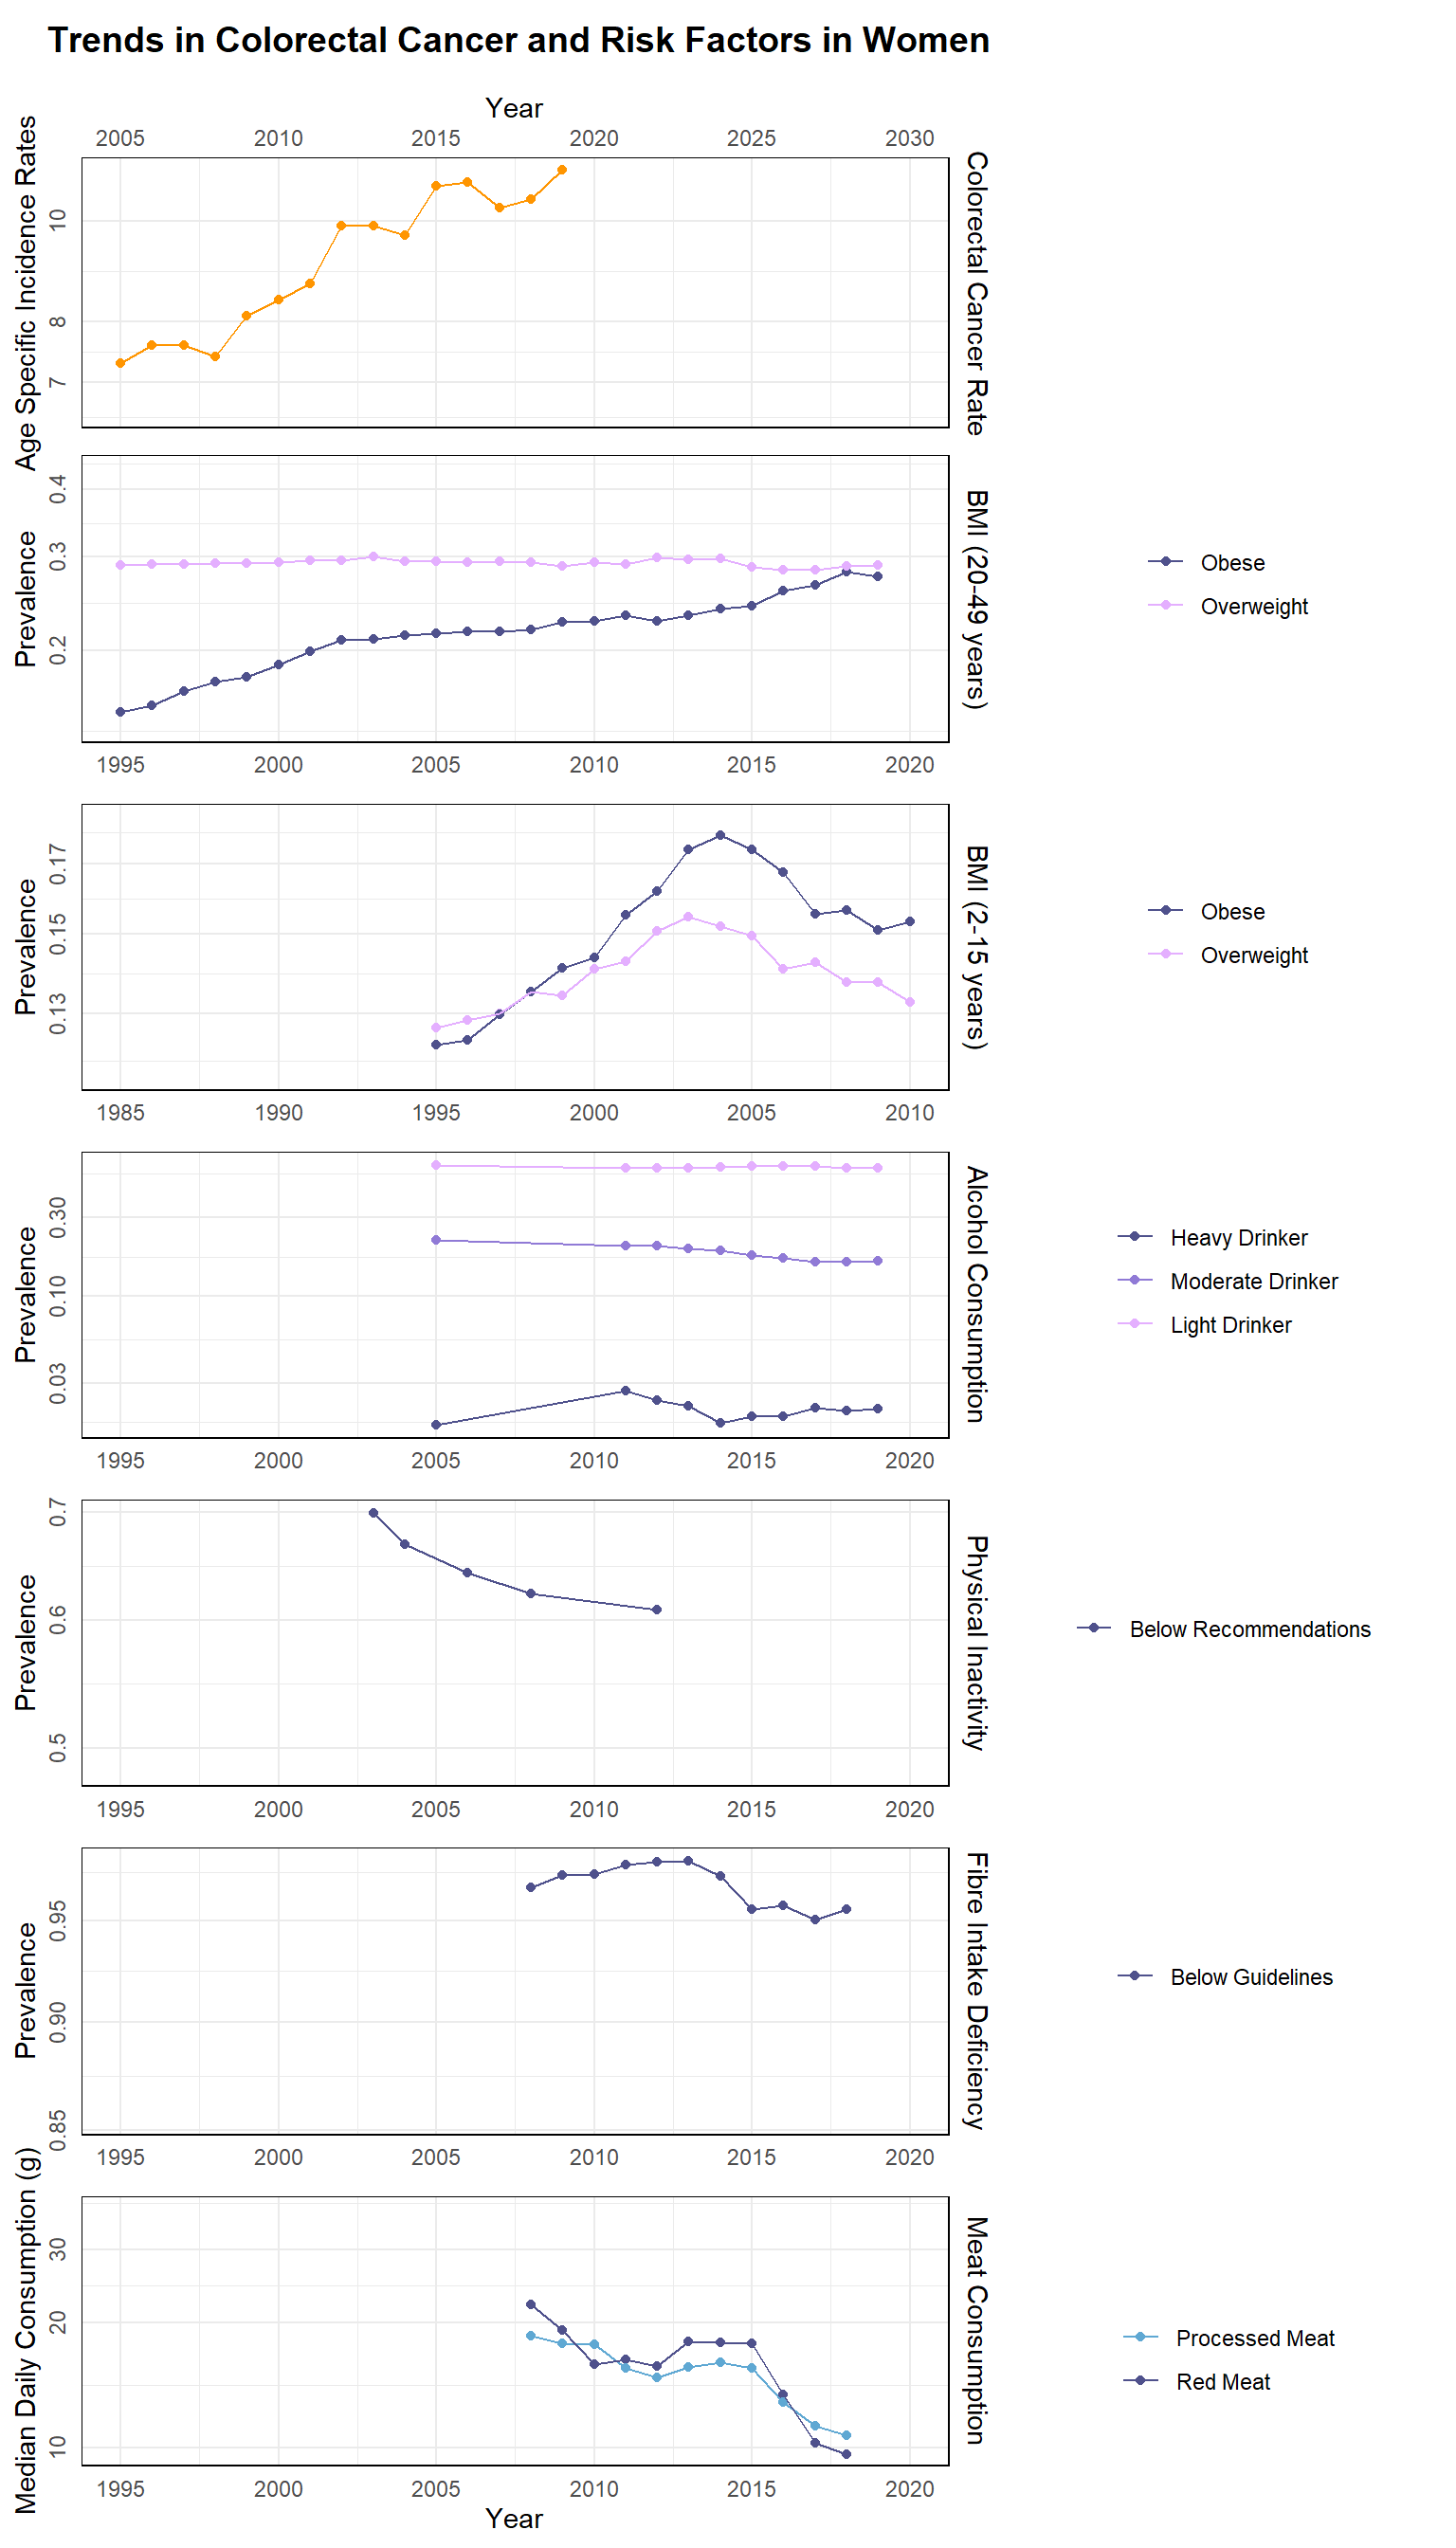 Trends in Colorectal Cancer and Risk Factors in Women
Year
2005 2010 2015 2020 2025 2030
Age Specific Incidence Rates
10
8
7
Colorectal Cancer Rate
Prevalence
0.4
0.3
0.2
BMI (20-49 years)
Obese
Overweight
1995 2000 2005 2010 2015 2020
Prevalence
0.17
0.15
0.13
BMI (2-15 years)
Obese
Overweight
1985 1990 1995 2000 2005 2010
Prevalence
0.30
0.10
0.03
Alcohol Consumption
Heavy Drinker
Moderate Drinker
Light Drinker
1995 2000 2005 2010 2015 2020
Prevalence
0.7
0.6
0.5
Physical Inactivity
Below Recommendations
1995 2000 2005 2010 2015 2020
Prevalence
0.95
0.90
0.85
Fibre Intake Deficiency
Below Guidelines
1995 2000 2005 2010 2015 2020
Median Daily Consumption (g)
30
20
10
Meat Consumption
Processed Meat
Red Meat
1995 2000 2005 2010 2015 2020
Year